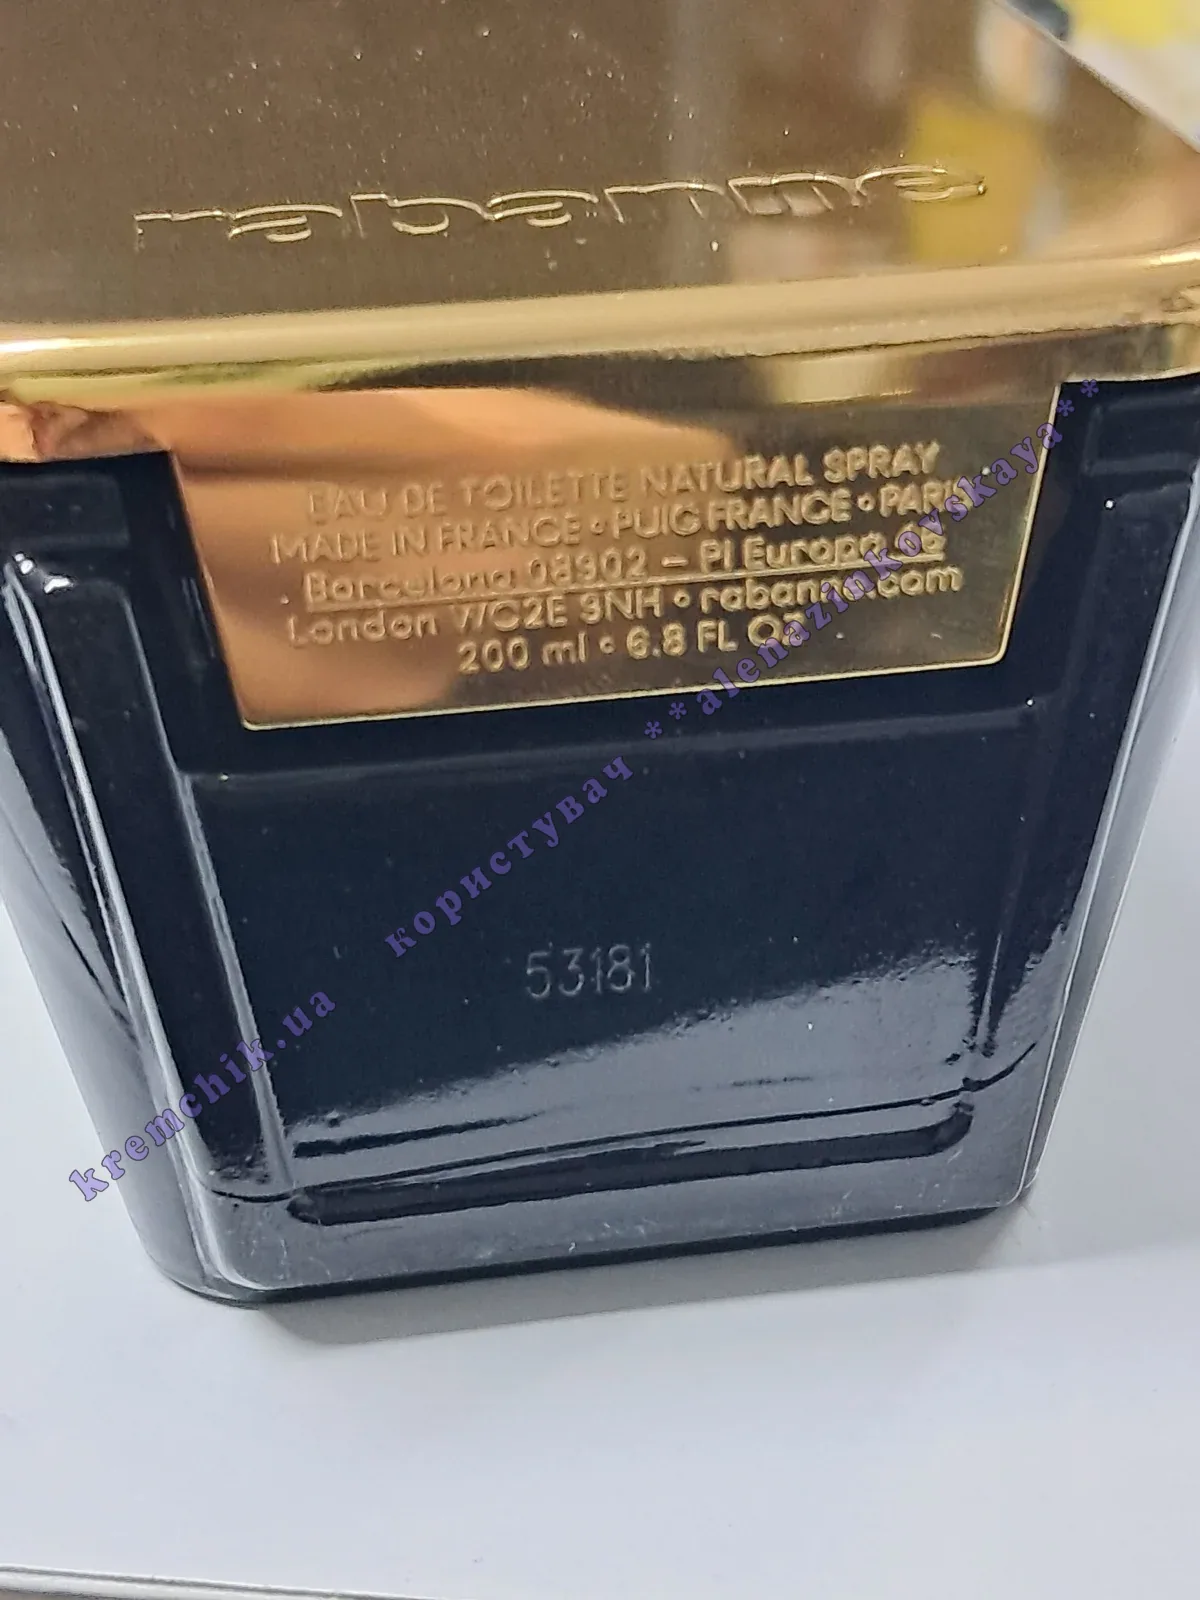 rabanne
EAU DE TOILETTE NATURAL SPRAY
MADE IN FRANCE • PUIG FRANCE • PARIS •
Barcelona 08902 – Pl Europa 46
London WC2E 9NH • rabanne.com
200 ml • 6.8 FL OZ
53181
kremchik.ua користувач **alenazinkovskaya**